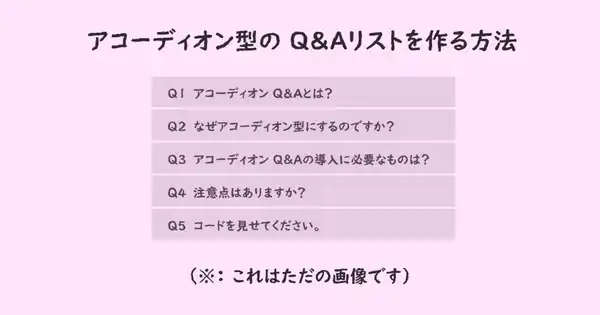 アコーディオン型の Q&Aリストを作る方法
Q1 アコーディオン Q&Aとは？
Q2 なぜアコーディオン型にするのですか？
Q3 アコーディオン Q&Aの導入に必要なものは？
Q4 注意点はありますか？
Q5 コードを見せてください。
（※： これはただの画像です）